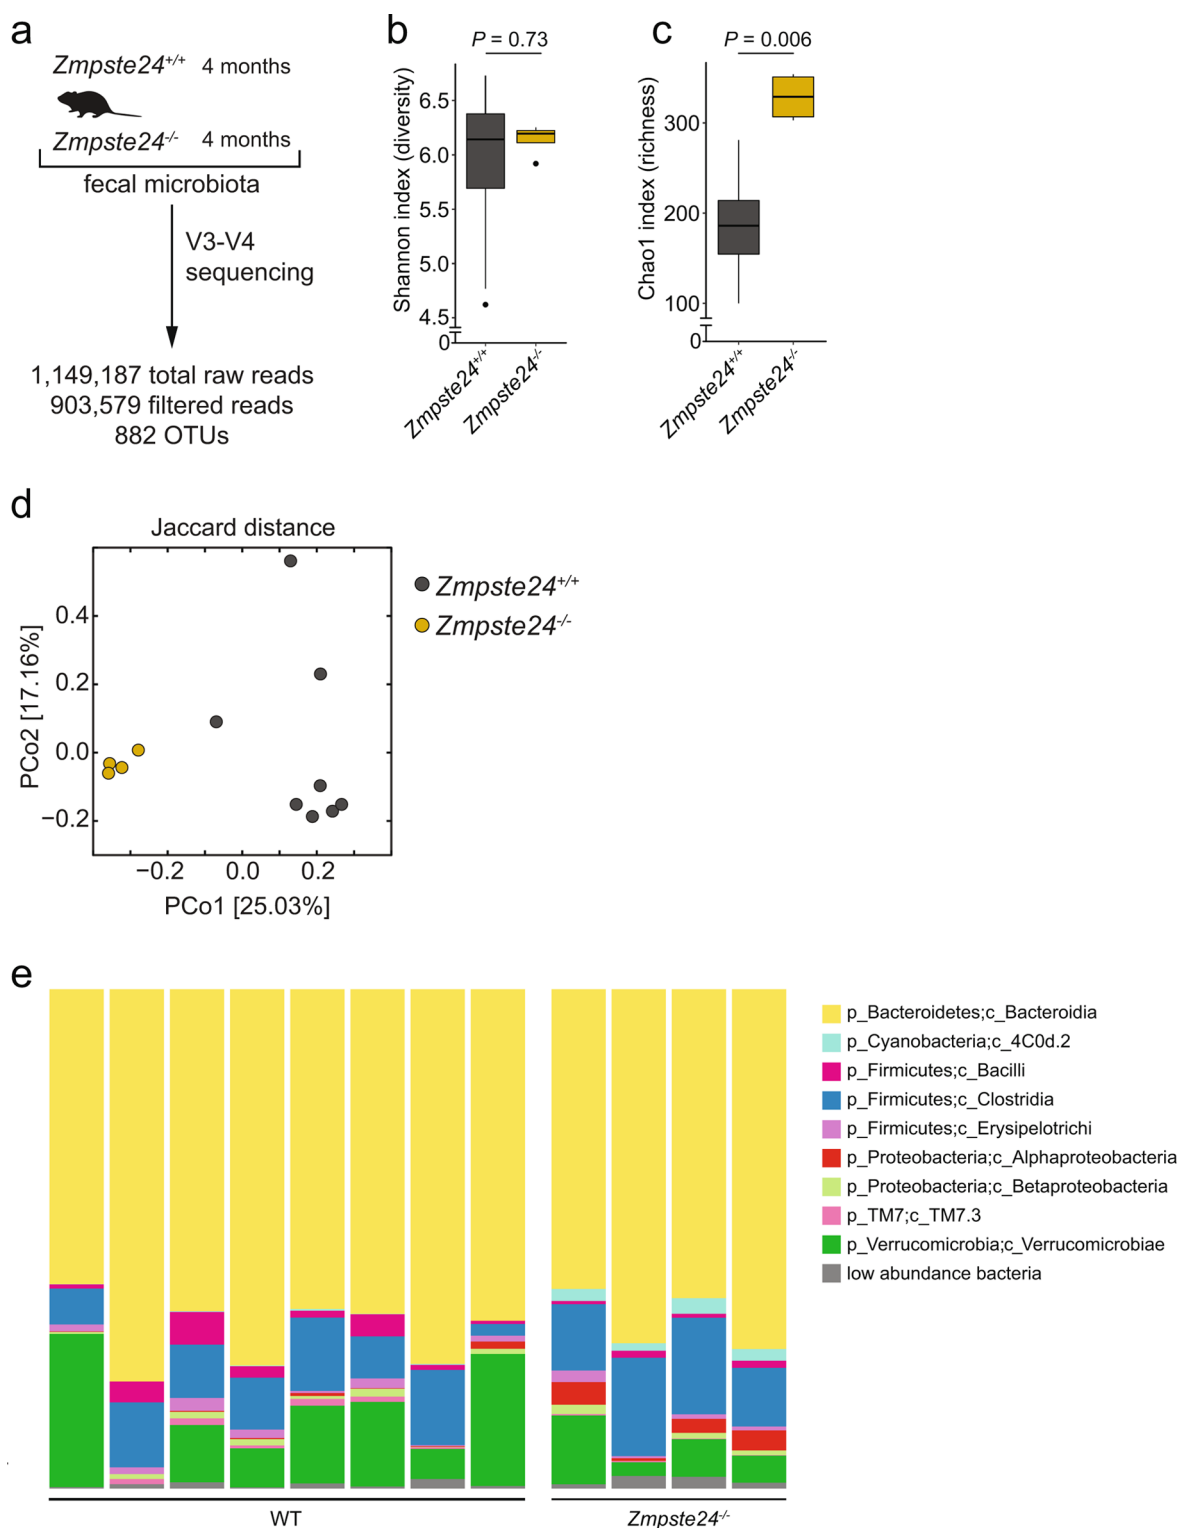 a
Zmpste24+/+ 4 months
Zmpste24-/- 4 months
fecal microbiota
V3-V4
sequencing
1,149,187 total raw reads
903,579 filtered reads
882 OTUs
b
P = 0.73
Shannon index (diversity)
6.5
6.0
5.5
5.0
4.5
0
Zmpste24+/+
Zmpste24-/-
c
P = 0.006
Chao1 index (richness)
300
200
100
0
Zmpste24+/+
Zmpste24-/-
d
Jaccard distance
PCo2 [17.16%]
0.4
0.2
0.0
−0.2
−0.2 0.0 0.2
PCo1 [25.03%]
Zmpste24+/+
Zmpste24-/-
e
p_Bacteroidetes;c_Bacteroidia
p_Cyanobacteria;c_4C0d.2
p_Firmicutes;c_Bacilli
p_Firmicutes;c_Clostridia
p_Firmicutes;c_Erysipelotrichi
p_Proteobacteria;c_Alphaproteobacteria
p_Proteobacteria;c_Betaproteobacteria
p_TM7;c_TM7.3
p_Verrucomicrobia;c_Verrucomicrobiae
low abundance bacteria
WT
Zmpste24-/-